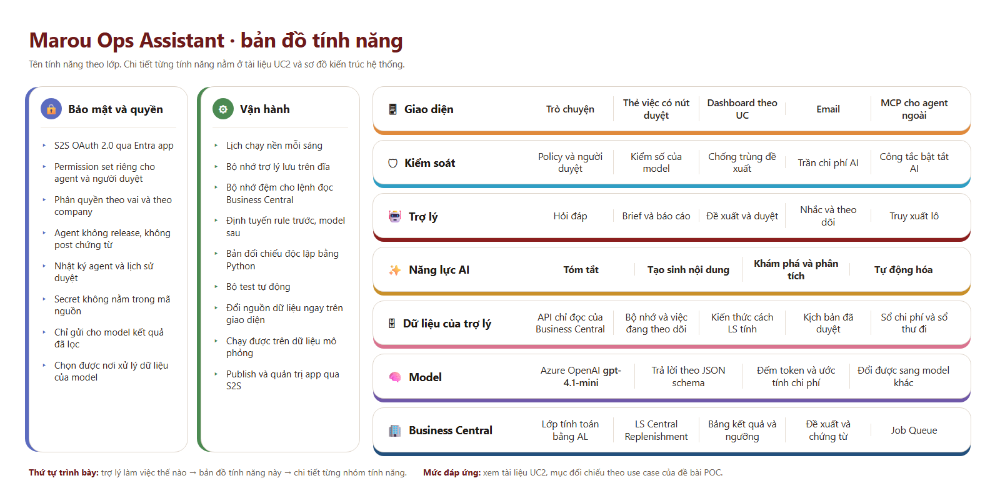 Marou Ops Assistant · bản đồ tính năng
Tên tính năng theo lớp. Chi tiết từng tính năng nằm ở tài liệu UC2 và sơ đồ kiến trúc hệ thống.
Bảo mật và quyền
S2S OAuth 2.0 qua Entra app
Permission set riêng cho
agent và người duyệt
Phân quyền theo vai và theo
company
Agent không release, không
post chứng từ
Nhật ký agent và lịch sử
duyệt
Secret không nằm trong mã
nguồn
Chỉ gửi cho model kết quả
đã lọc
Chọn được nơi xử lý dữ liệu
của model
Vận hành
Lịch chạy nền mỗi sáng
Bộ nhớ trợ lý lưu trên đĩa
Bộ nhớ đệm cho lệnh đọc
Business Central
Định tuyến rule trước, model
sau
Bản đối chiếu độc lập bằng
Python
Bộ test tự động
Đổi nguồn dữ liệu ngay trên
giao diện
Chạy được trên dữ liệu mô
phỏng
Publish và quản trị app qua
S2S
Giao diện
Trò chuyện
Thẻ việc có nút
duyệt
Dashboard theo
UC
Email
MCP cho agent
ngoài
Kiểm soát
Policy và người
duyệt
Kiểm số của
model
Chống trùng đề
xuất
Trần chi phí AI
Công tắc bật tắt
AI
Trợ lý
Hỏi đáp
Brief và báo cáo
Đề xuất và duyệt
Nhắc và theo
dõi
Truy xuất lô
Năng lực AI
Tóm tắt
Tạo sinh nội dung
Khám phá và phân
tích
Tự động hóa
Dữ liệu của trợ lý
API chỉ đọc của
Business Central
Bộ nhớ và việc
đang theo dõi
Kiến thức cách
LS tính
Kịch bản đã
duyệt
Sổ chi phí và sổ
thư đi
Model
Azure OpenAI gpt-
4.1-mini
Trả lời theo JSON
schema
Đếm token và ước
tính chi phí
Đổi được sang model
khác
Business Central
Lớp tính toán
bằng AL
LS Central
Replenishment
Bảng kết quả và
ngưỡng
Đề xuất và
chứng từ
Job Queue
Thứ tự trình bày: trợ lý làm việc thế nào → bản đồ tính năng này → chi tiết từng nhóm tính năng.
Mức đáp ứng: xem tài liệu UC2, mục đối chiếu theo use case của đề bài POC.